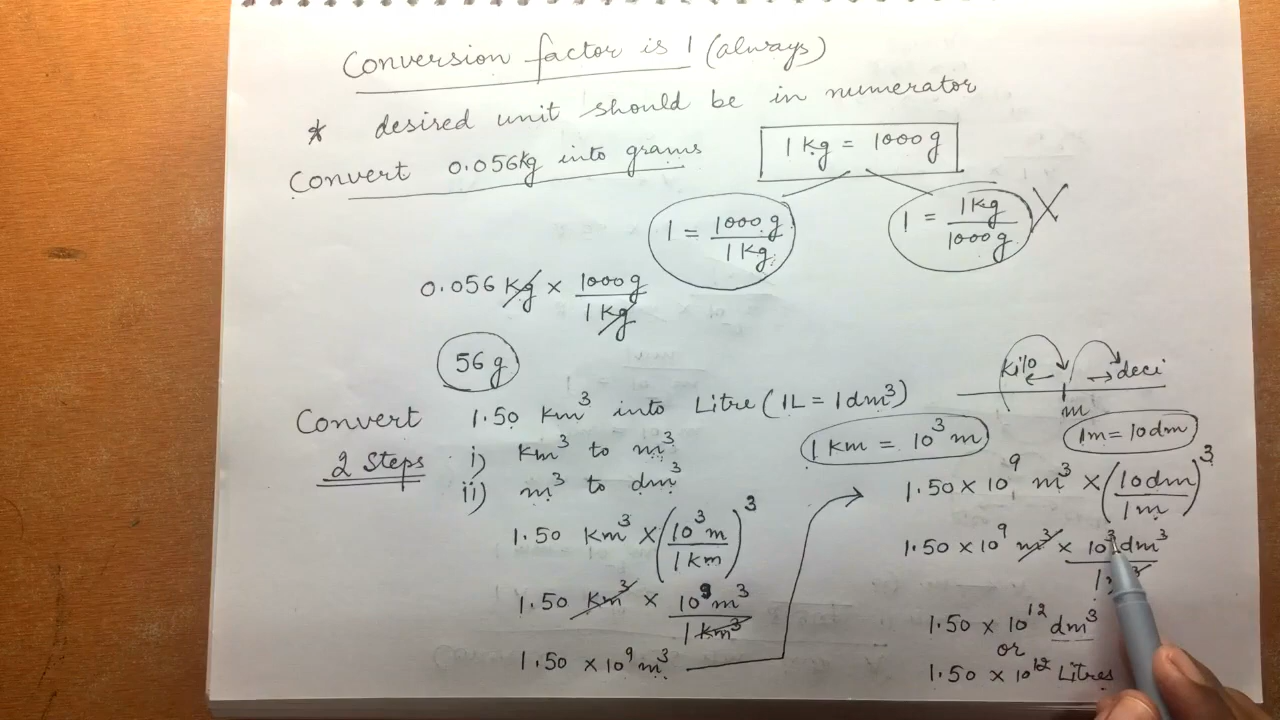 Conversion factor is 1 (always)
* desired unit should be in numerator
Convert 0.056kg into grams
1 Kg = 1000 g
1 = 1000 g / 1 Kg
1 = 1 Kg / 1000 g X
0.056 Kg × 1000 g / 1 Kg
56 g
Convert 1.50 Km³ into Litre (1L = 1dm³)
2 Steps
i) Km³ to m³
ii) m³ to dm³
1.50 Km³ × (10³ m / 1 Km)³
1.50 Km³ × 10⁹ m³ / 1 Km³
1.50 × 10⁹ m³
kilo
deci
m
1 Km = 10³ m
1m = 10 dm
1.50 × 10⁹ m³ × (10 dm / 1 m)³
1.50 × 10⁹ m³ × 10³ dm³ / 1
1.50 × 10¹² dm³
or
1.50 × 10¹² Litres